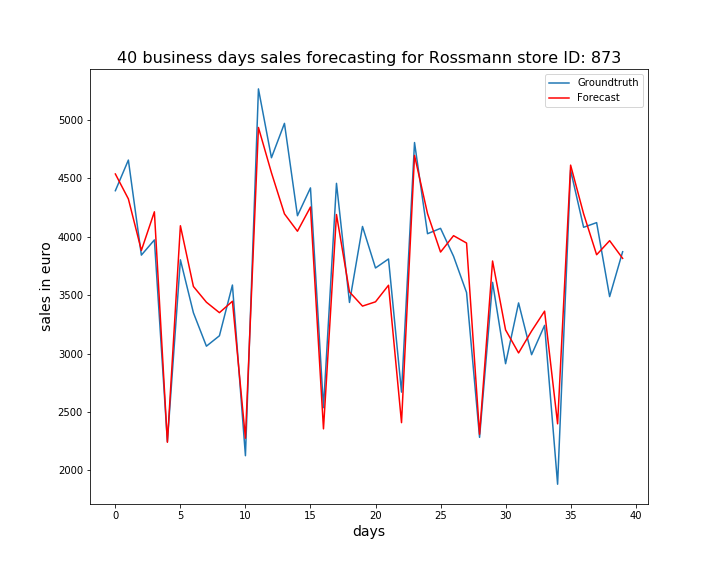 40 business days sales forecasting for Rossmann store ID: 873
Groundtruth
Forecast
sales in euro
5000
4500
4000
3500
3000
2500
2000
0 5 10 15 20 25 30 35 40
days